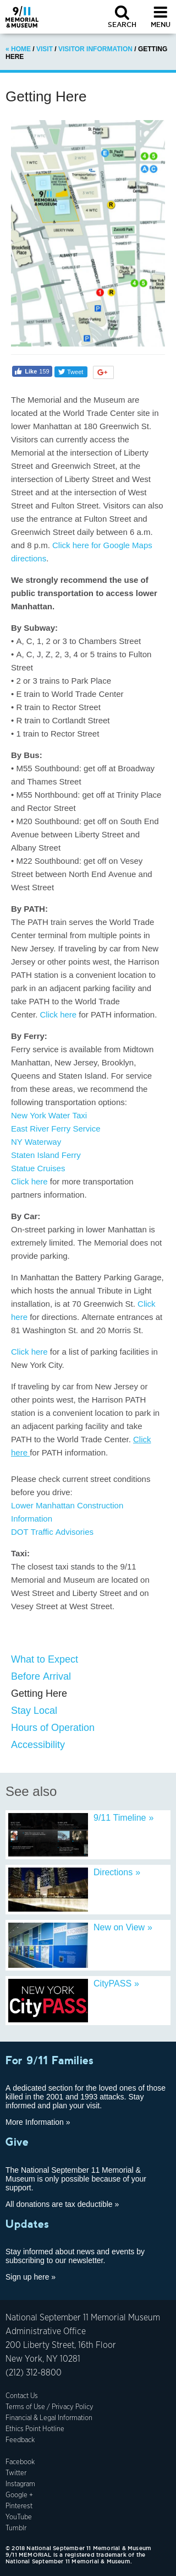 9/11
MEMORIAL
& MUSEUM
SEARCH
MENU
« HOME / VISIT / VISITOR INFORMATION / GETTING
HERE
Getting Here
9/11
MEMORIAL
& MUSEUM
Like 159
Tweet
G+
The Memorial and the Museum are
located at the World Trade Center site in
lower Manhattan at 180 Greenwich St.
Visitors can currently access the
Memorial at the intersection of Liberty
Street and Greenwich Street, at the
intersection of Liberty Street and West
Street and at the intersection of West
Street and Fulton Street. Visitors can also
use the entrance at Fulton Street and
Greenwich Street daily between 6 a.m.
and 8 p.m. Click here for Google Maps
directions.
We strongly recommend the use of
public transportation to access lower
Manhattan.
By Subway:
• A, C, 1, 2 or 3 to Chambers Street
• A, C, J, Z, 2, 3, 4 or 5 trains to Fulton
Street
• 2 or 3 trains to Park Place
• E train to World Trade Center
• R train to Rector Street
• R train to Cortlandt Street
• 1 train to Rector Street
By Bus:
• M55 Southbound: get off at Broadway
and Thames Street
• M55 Northbound: get off at Trinity Place
and Rector Street
• M20 Southbound: get off on South End
Avenue between Liberty Street and
Albany Street
• M22 Southbound: get off on Vesey
Street between North End Avenue and
West Street
By PATH:
The PATH train serves the World Trade
Center terminal from multiple points in
New Jersey. If traveling by car from New
Jersey or other points west, the Harrison
PATH station is a convenient location to
park in an adjacent parking facility and
take PATH to the World Trade
Center. Click here for PATH information.
By Ferry:
Ferry service is available from Midtown
Manhattan, New Jersey, Brooklyn,
Queens and Staten Island. For service
from these areas, we recommend the
following transportation options:
New York Water Taxi
East River Ferry Service
NY Waterway
Staten Island Ferry
Statue Cruises
Click here for more transportation
partners information.
By Car:
On-street parking in lower Manhattan is
extremely limited. The Memorial does not
provide parking.
In Manhattan the Battery Parking Garage,
which hosts the annual Tribute in Light
installation, is at 70 Greenwich St. Click
here for directions. Alternate entrances at
81 Washington St. and 20 Morris St.
Click here for a list of parking facilities in
New York City.
If traveling by car from New Jersey or
other points west, the Harrison PATH
station is a convenient location to park in
an adjacent parking facility and take
PATH to the World Trade Center. Click
here for PATH information.
Please check current street conditions
before you drive:
Lower Manhattan Construction
Information
DOT Traffic Advisories
Taxi:
The closest taxi stands to the 9/11
Memorial and Museum are located on
West Street and Liberty Street and on
Vesey Street at West Street.
What to Expect
Before Arrival
Getting Here
Stay Local
Hours of Operation
Accessibility
See also
9/11 Timeline »
Directions »
New on View »
NEW YORK
CityPASS
CityPASS »
For 9/11 Families
A dedicated section for the loved ones of those
killed in the 2001 and 1993 attacks. Stay
informed and plan your visit.
More Information »
Give
The National September 11 Memorial &
Museum is only possible because of your
support.
All donations are tax deductible »
Updates
Stay informed about news and events by
subscribing to our newsletter.
Sign up here »
National September 11 Memorial Museum
Administrative Office
200 Liberty Street, 16th Floor
New York, NY 10281
(212) 312-8800
Contact Us
Terms of Use / Privacy Policy
Financial & Legal Information
Ethics Point Hotline
Feedback
Facebook
Twitter
Instagram
Google +
Pinterest
YouTube
Tumblr
© 2018 National September 11 Memorial & Museum
9/11 MEMORIAL is a registered trademark of the
National September 11 Memorial & Museum.